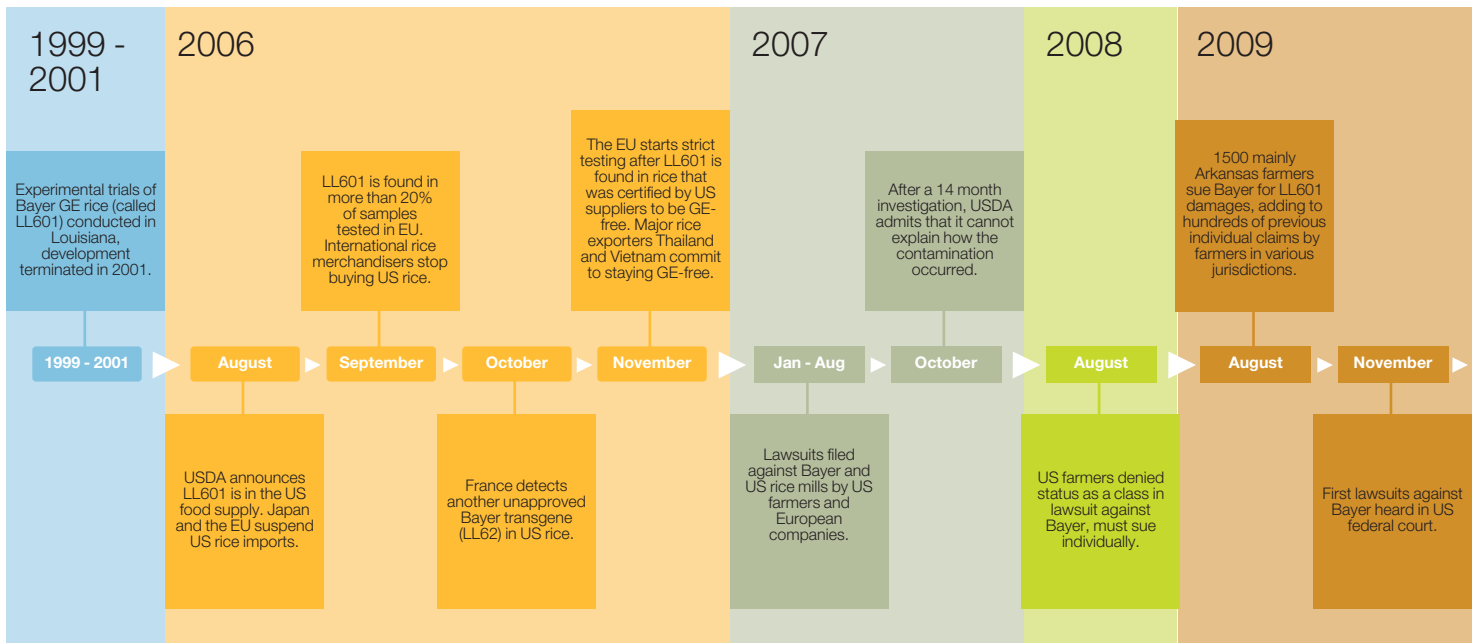 1999 -
2001
2006
2007
2008
2009
Experimental trials of
Bayer GE rice (called
LL601) conducted in
Louisiana,
development
terminated in 2001.
LL601 is found in
more than 20%
of samples
tested in EU.
International rice
merchandisers stop
buying US rice.
The EU starts strict
testing after LL601 is
found in rice that
was certified by US
suppliers to be GE-
free. Major rice
exporters Thailand
and Vietnam commit
to staying GE-free.
After a 14 month
investigation, USDA
admits that it cannot
explain how the
contamination
occurred.
1500 mainly
Arkansas farmers
sue Bayer for LL601
damages, adding to
hundreds of previous
individual claims by
farmers in various
jurisdictions.
1999 - 2001
August
September
October
November
Jan - Aug
October
August
August
November
USDA announces
LL601 is in the US
food supply. Japan
and the EU suspend
US rice imports.
France detects
another unapproved
Bayer transgene
(LL62) in US rice.
Lawsuits filed
against Bayer and
US rice mills by US
farmers and
European
companies.
US farmers denied
status as a class in
lawsuit against
Bayer, must sue
individually.
First lawsuits against
Bayer heard in US
federal court.